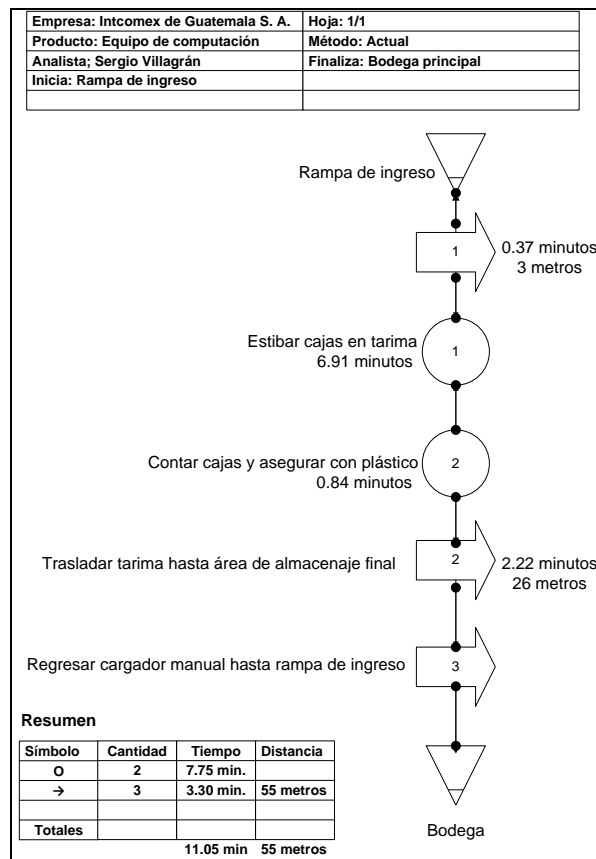 Empresa: Intcomex de Guatemala S. A. Hoja: 1/1
Producto: Equipo de computación Método: Actual
Analista; Sergio Villagrán Finaliza: Bodega principal
Inicia: Rampa de ingreso
Rampa de ingreso
1 0.37 minutos
3 metros
Estibar cajas en tarima
6.91 minutos
1
Contar cajas y asegurar con plástico
0.84 minutos
2
Trasladar tarima hasta área de almacenaje final 2 2.22 minutos
26 metros
Regresar cargador manual hasta rampa de ingreso 3
Resumen
Símbolo Cantidad Tiempo Distancia
O 2 7.75 min.
→ 3 3.30 min. 55 metros
Totales
11.05 min 55 metros
Bodega